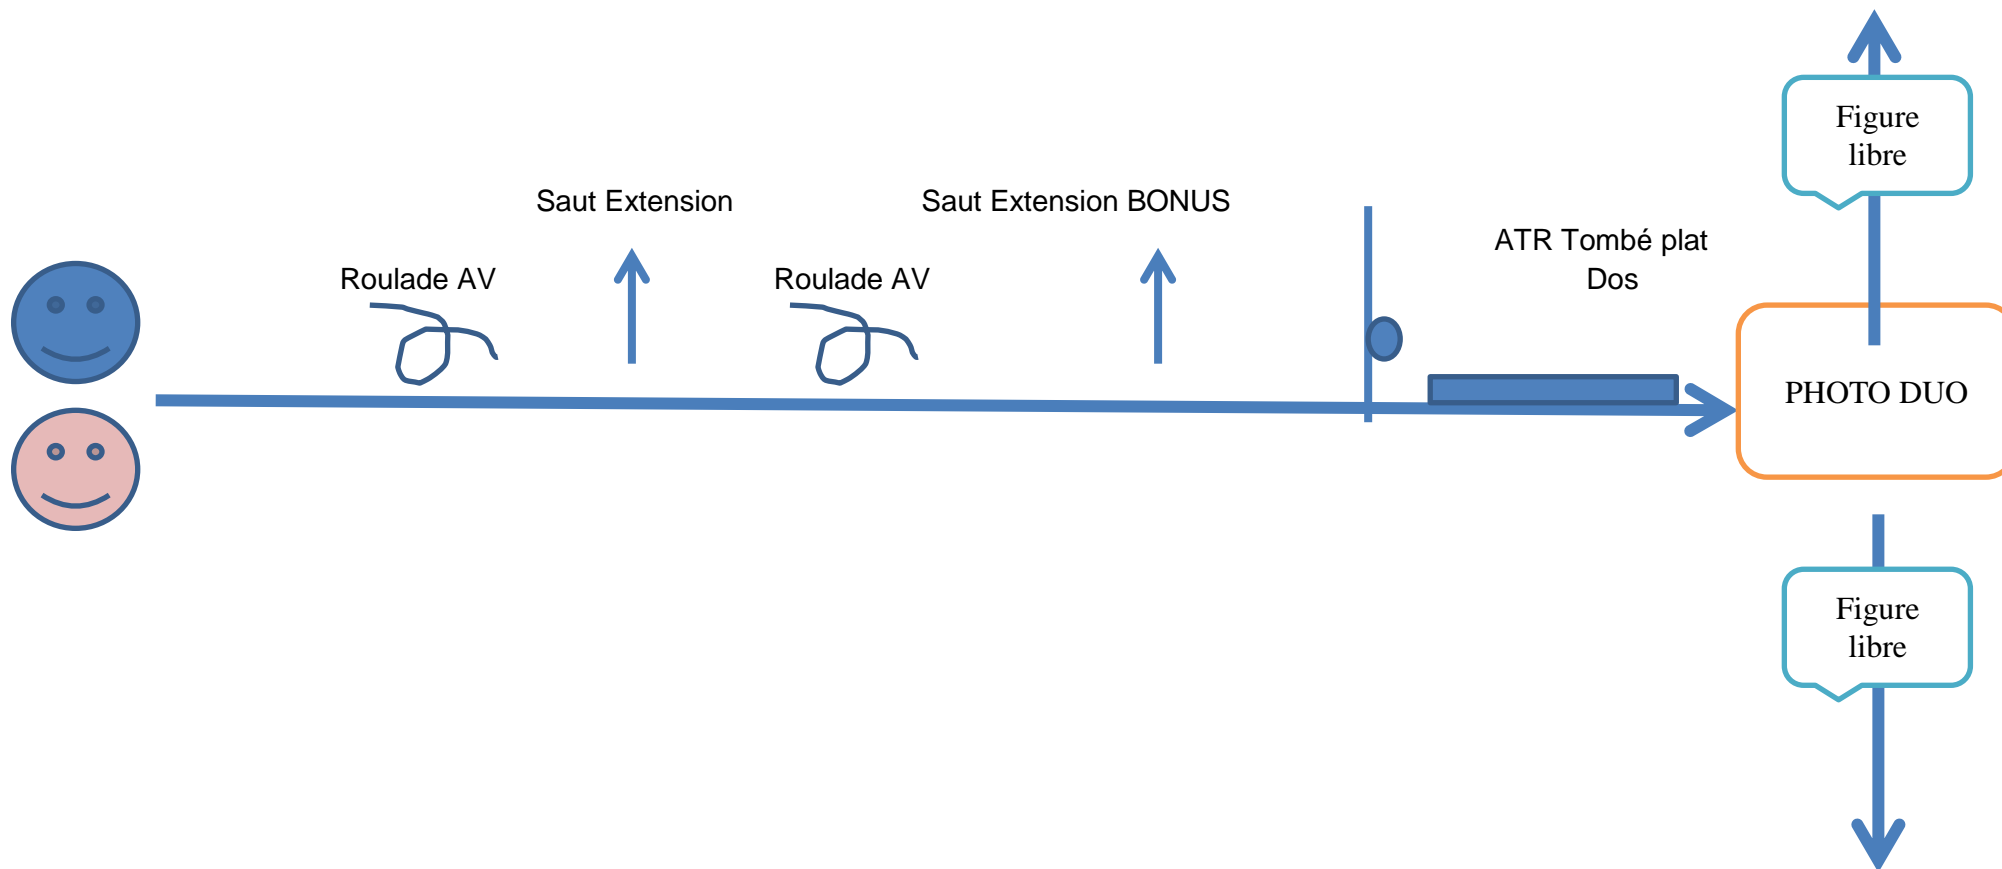 Figure
libre
Saut Extension
Saut Extension BONUS
ATR Tombé plat
Dos
Roulade AV
Roulade AV
PHOTO DUO
Figure
libre